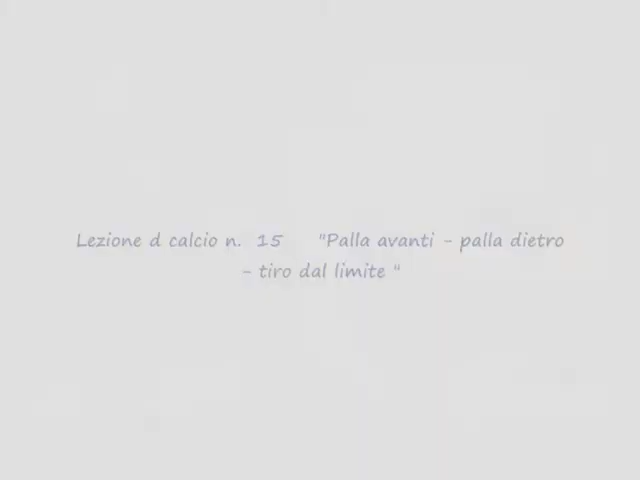 Lezione d calcio n.  15     "Palla avanti - palla dietro
- tiro dal limite "